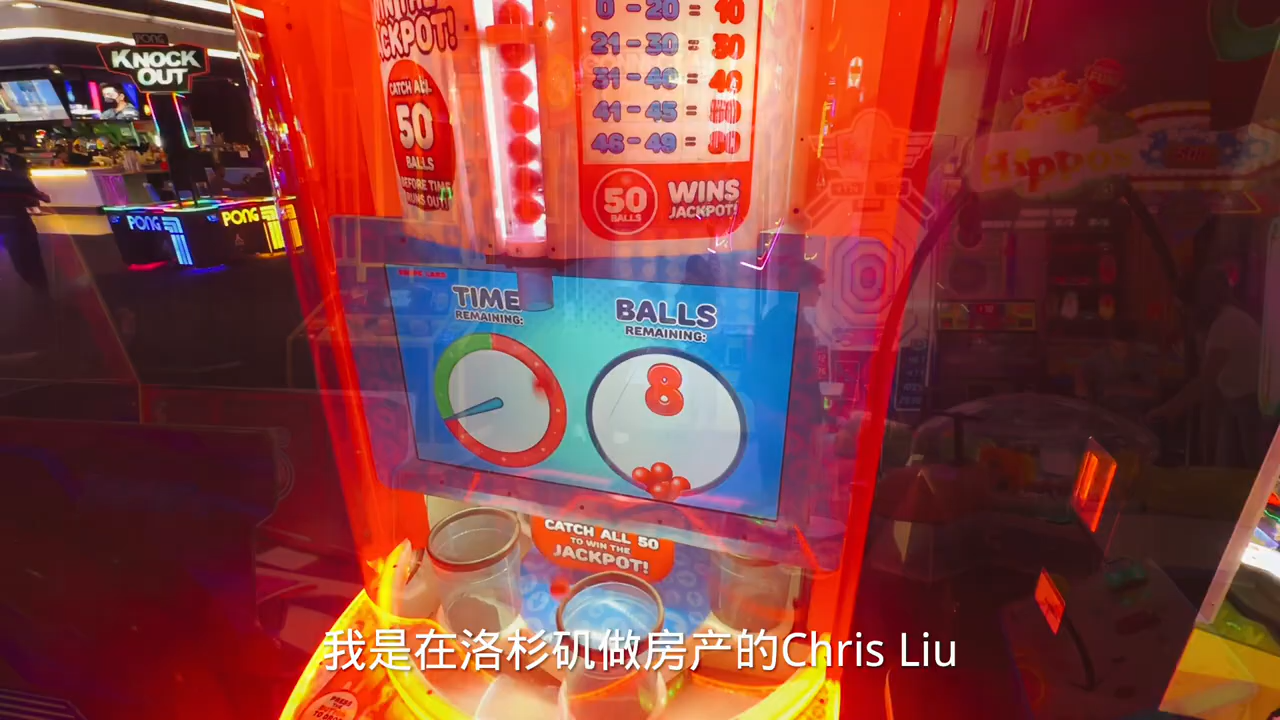 PONG
KNOCK
OUT
PONG
PONG
JACKPOT!
CATCH ALL
50
BALLS
BEFORE TIME
RUNS OUT!
0 - 20 = 10
21 - 30 = 30
31 - 40 = 40
41 - 45 =
46 - 49 =
50
BALLS
WINS
JACKPOT!
TIME
REMAINING:
BALLS
REMAINING:
8
CATCH ALL 50
TO WIN THE
JACKPOT!
Hippo
PRESS
我是在洛杉矶做房产的Chris Liu